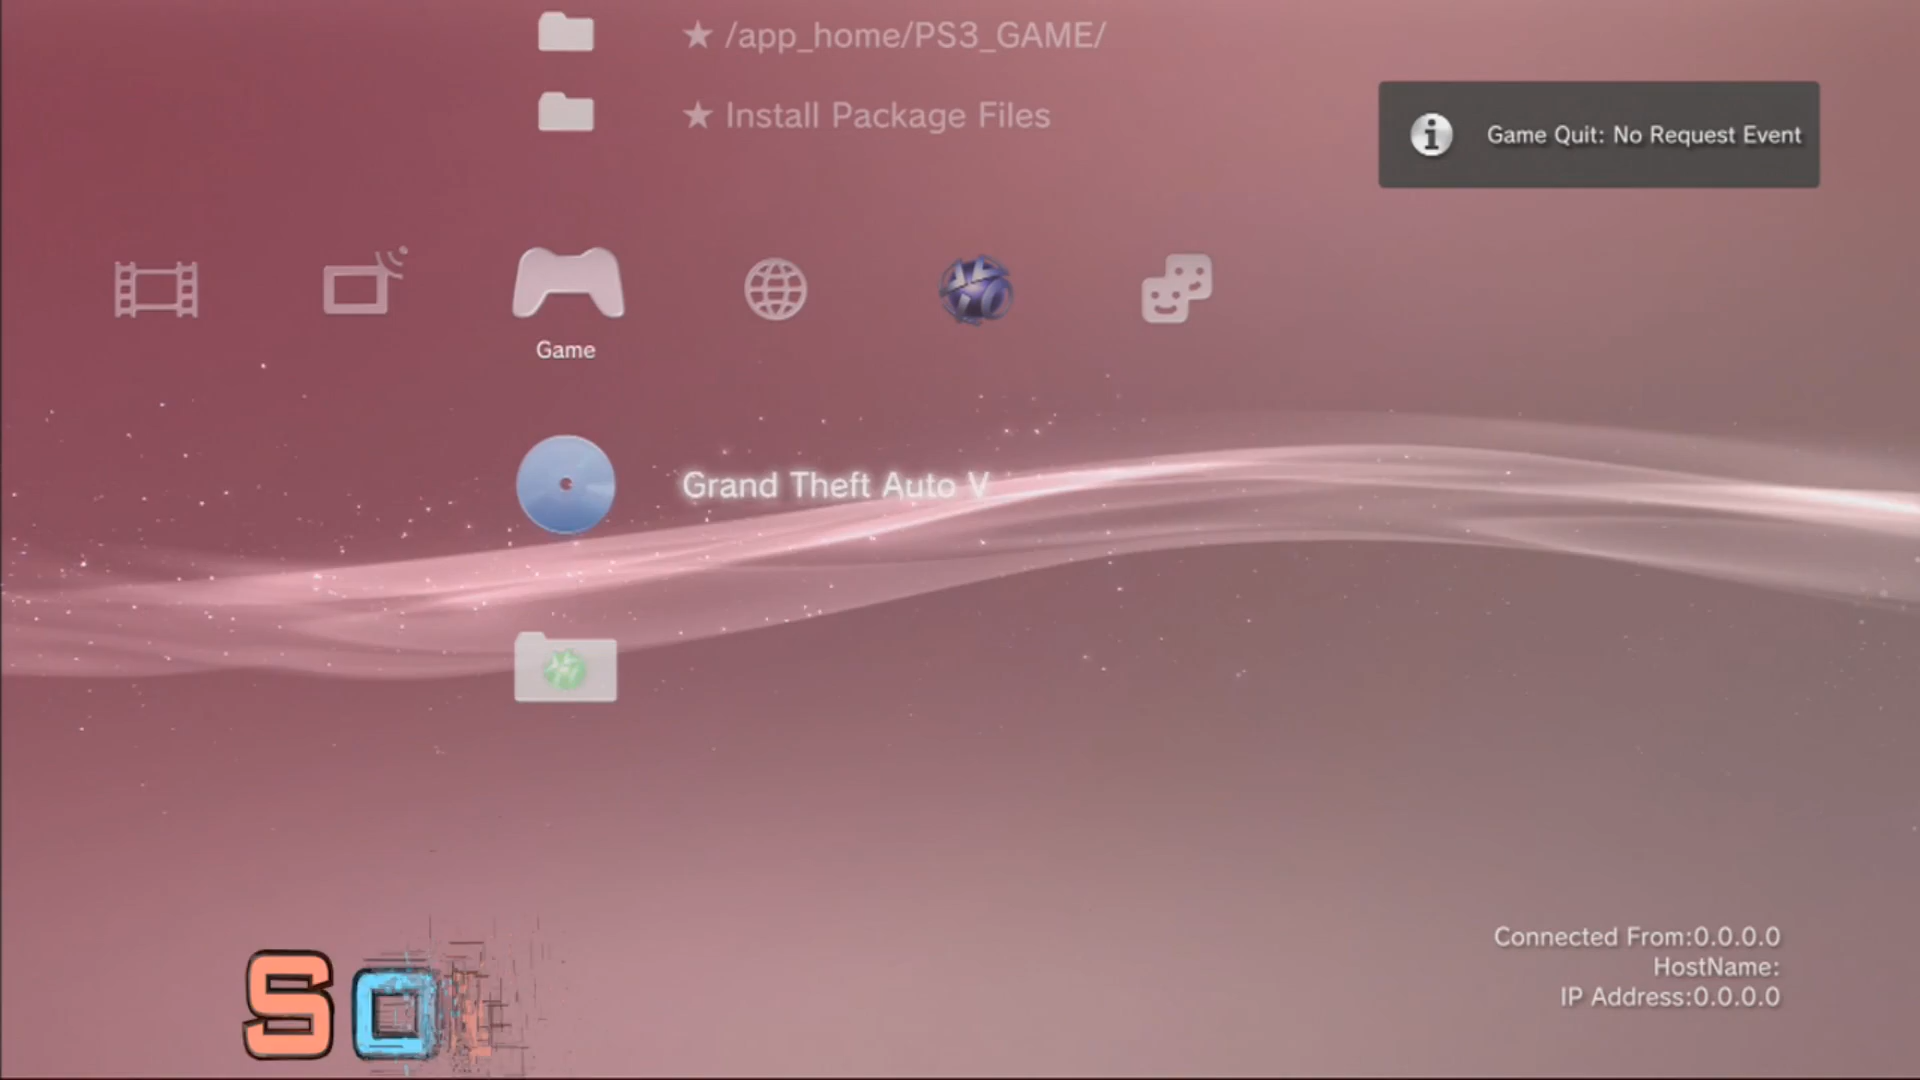 ★ /app_home/PS3_GAME/
★ Install Package Files
Game Quit: No Request Event
Game
Grand Theft Auto V
Connected From:0.0.0.0
HostName:
IP Address:0.0.0.0
So